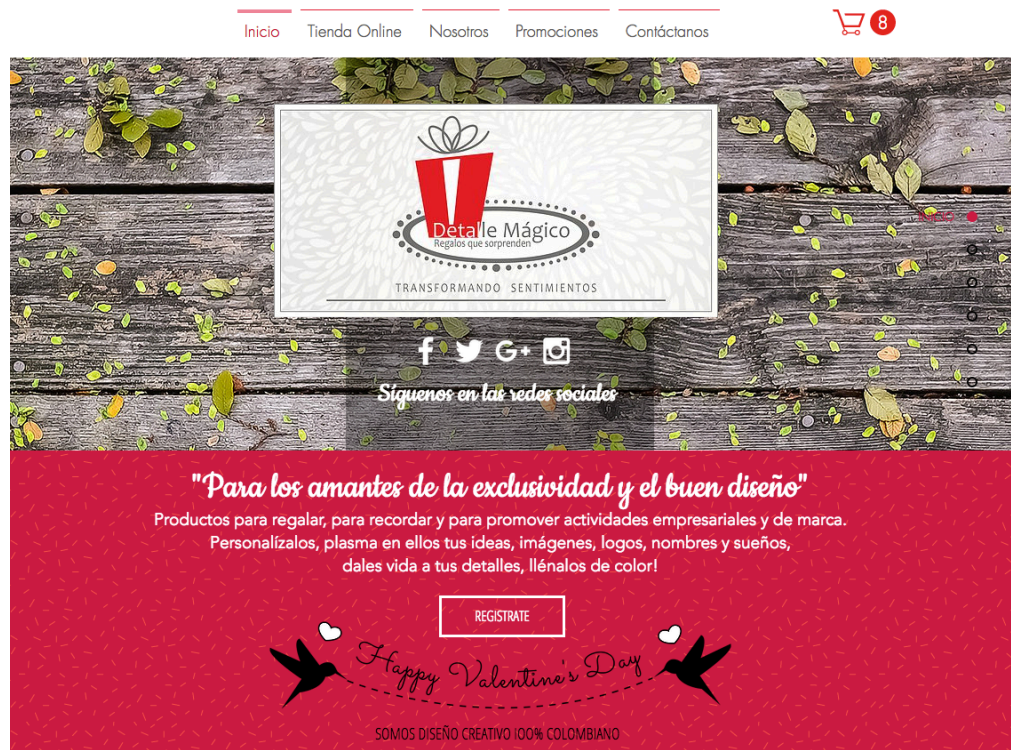 Inicio
Tienda Online
Nosotros
Promociones
Contáctanos
8
Detalle Mágico
Regalos que sorprenden
TRANSFORMANDO SENTIMIENTOS
Inicio
Síguenos en las redes sociales
"Para los amantes de la exclusividad y el buen diseño"
Productos para regalar, para recordar y para promover actividades empresariales y de marca.
Personalízalos, plasma en ellos tus ideas, imágenes, logos, nombres y sueños,
dales vida a tus detalles, llénalos de color!
REGÍSTRATE
Happy Valentine's Day
SOMOS DISEÑO CREATIVO 100% COLOMBIANO